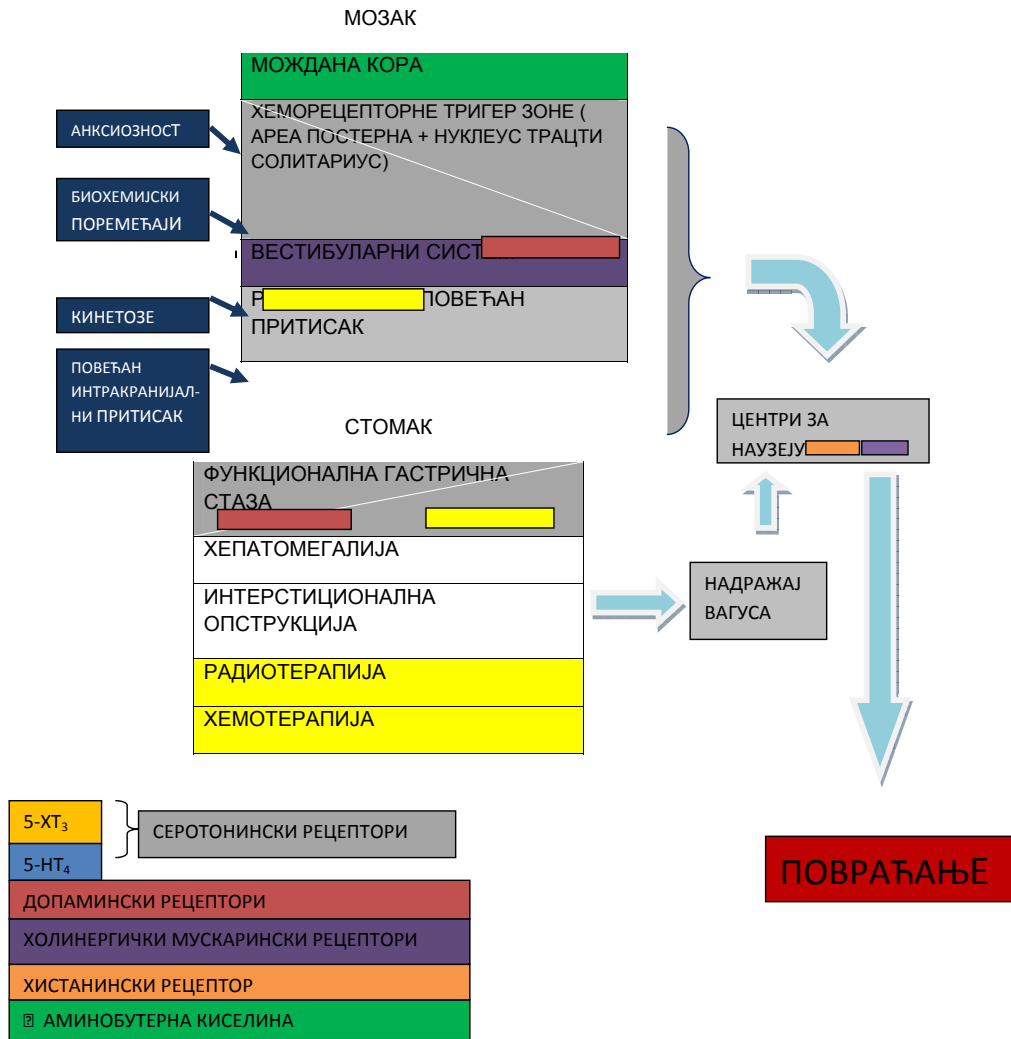 МОЗАК
МОЖДАНА КОРА
ХЕМОРЕЦЕПТОРНЕ ТРИГЕР ЗОНЕ (
АРЕА ПОСТЕРНА + НУКЛЕУС ТРАЦТИ
СОЛИТАРИУС)
ВЕСТИБУЛАРНИ
ПОВЕЋАН
ПРИТИСАК
АНКСИОЗНОСТ
БИОХЕМИЈСКИ
ПОРЕМЕЋАЈИ
КИНЕТОЗЕ
ПОВЕЋАН
ИНТРАКРАНИЈАЛ-
НИ ПРИТИСАК
СТОМАК
ФУНКЦИОНАЛНА ГАСТРИЧНА
СТАЗА
ХЕПАТОМЕГАЛИЈА
ИНТЕРСТИЦИОНАЛНА
ОПСТРУКЦИЈА
РАДИОТЕРАПИЈА
ХЕМОТЕРАПИЈА
ЦЕНТРИ ЗА
НАУЗЕЈУ
НАДРАЖАЈ
ВАГУСА
ПОВРАЋАЊЕ
5-ХТ₃
5-НТ₄
СЕРОТОНИНСКИ РЕЦЕПТОРИ
ДОПАМИНСКИ РЕЦЕПТОРИ
ХОЛИНЕРГИЧКИ МУСКАРИНСКИ РЕЦЕПТОРИ
ХИСТАНИНСКИ РЕЦЕПТОР
АМИНОБУТЕРНА КИСЕЛИНА